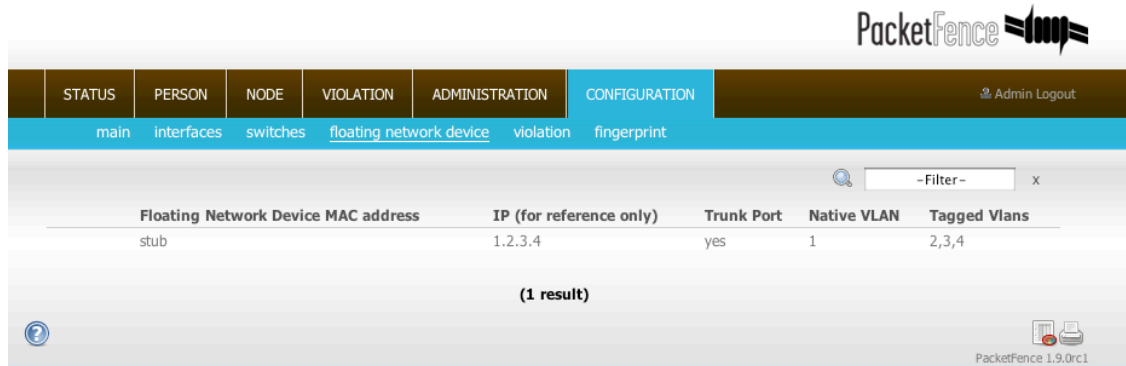 PacketFence
STATUS PERSON NODE VIOLATION ADMINISTRATION CONFIGURATION Admin Logout
main interfaces switches floating network device violation fingerprint
-Filter- x
Floating Network Device MAC address IP (for reference only) Trunk Port Native VLAN Tagged Vlans
stub 1.2.3.4 yes 1 2,3,4
(1 result)
?
PacketFence 1.9.0rc1